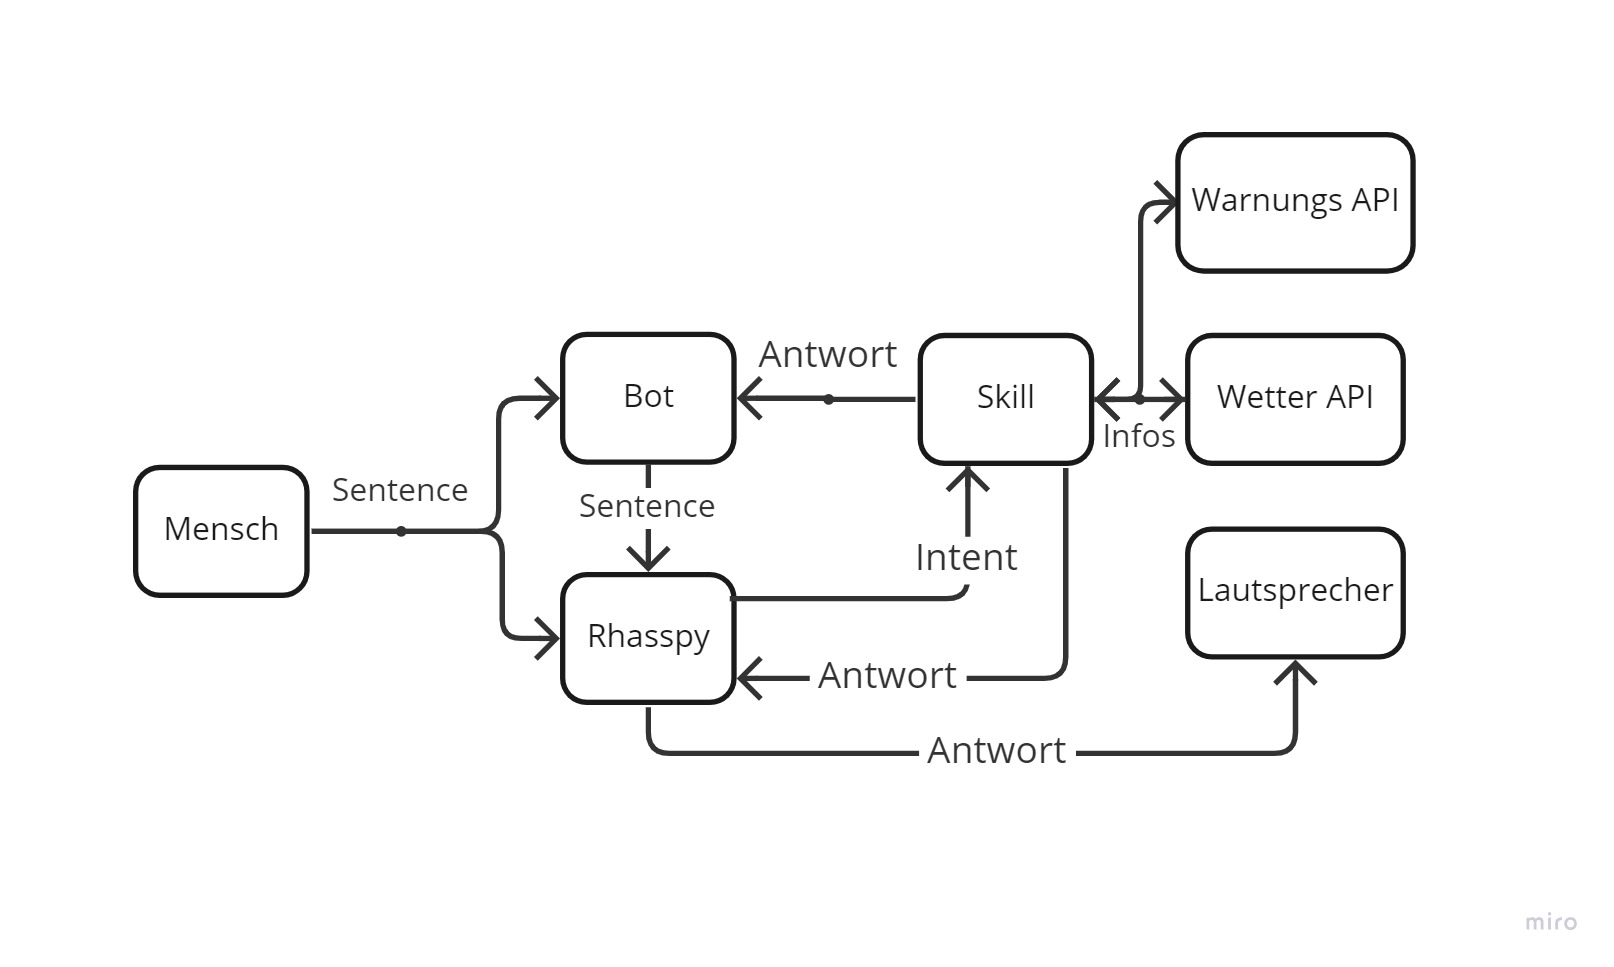 Warnungs API
Antwort
Bot
Skill
Wetter API
Infos
Sentence
Sentence
Mensch
Intent
Lautsprecher
Rhasspy
Antwort
Antwort
miro